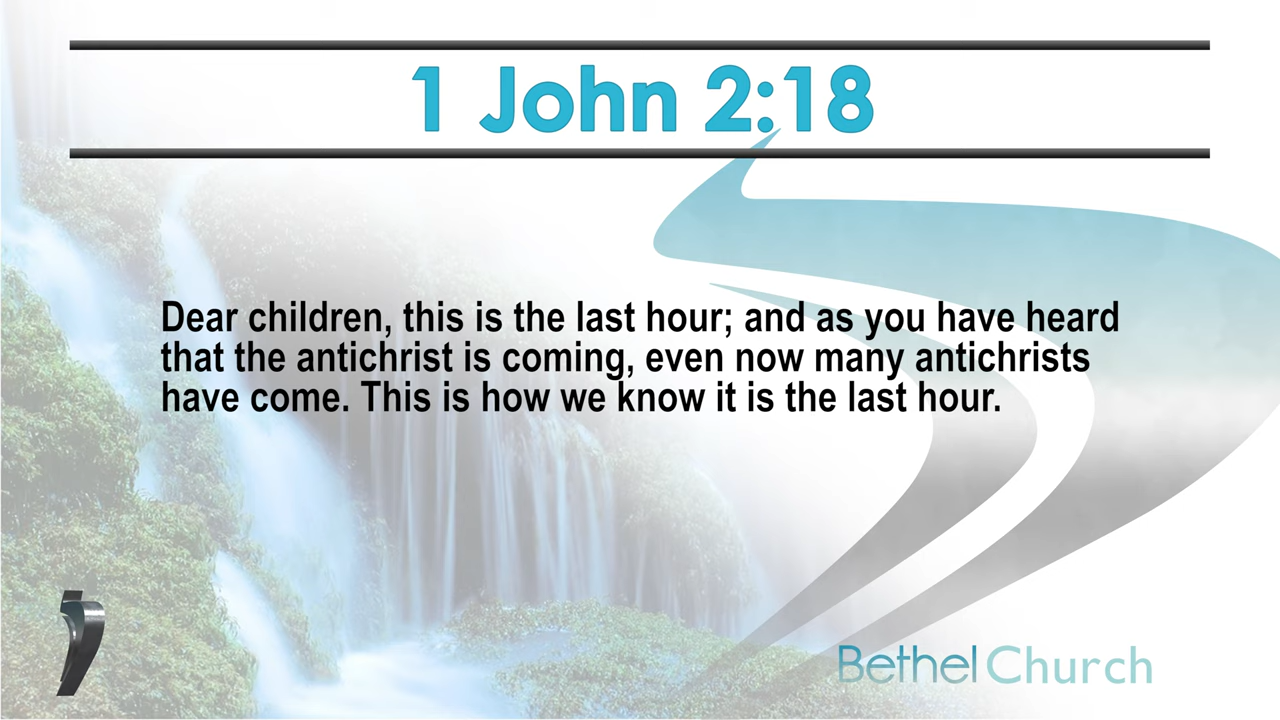 1 John 2:18
Dear children, this is the last hour; and as you have heard
that the antichrist is coming, even now many antichrists
have come. This is how we know it is the last hour.
Bethel Church